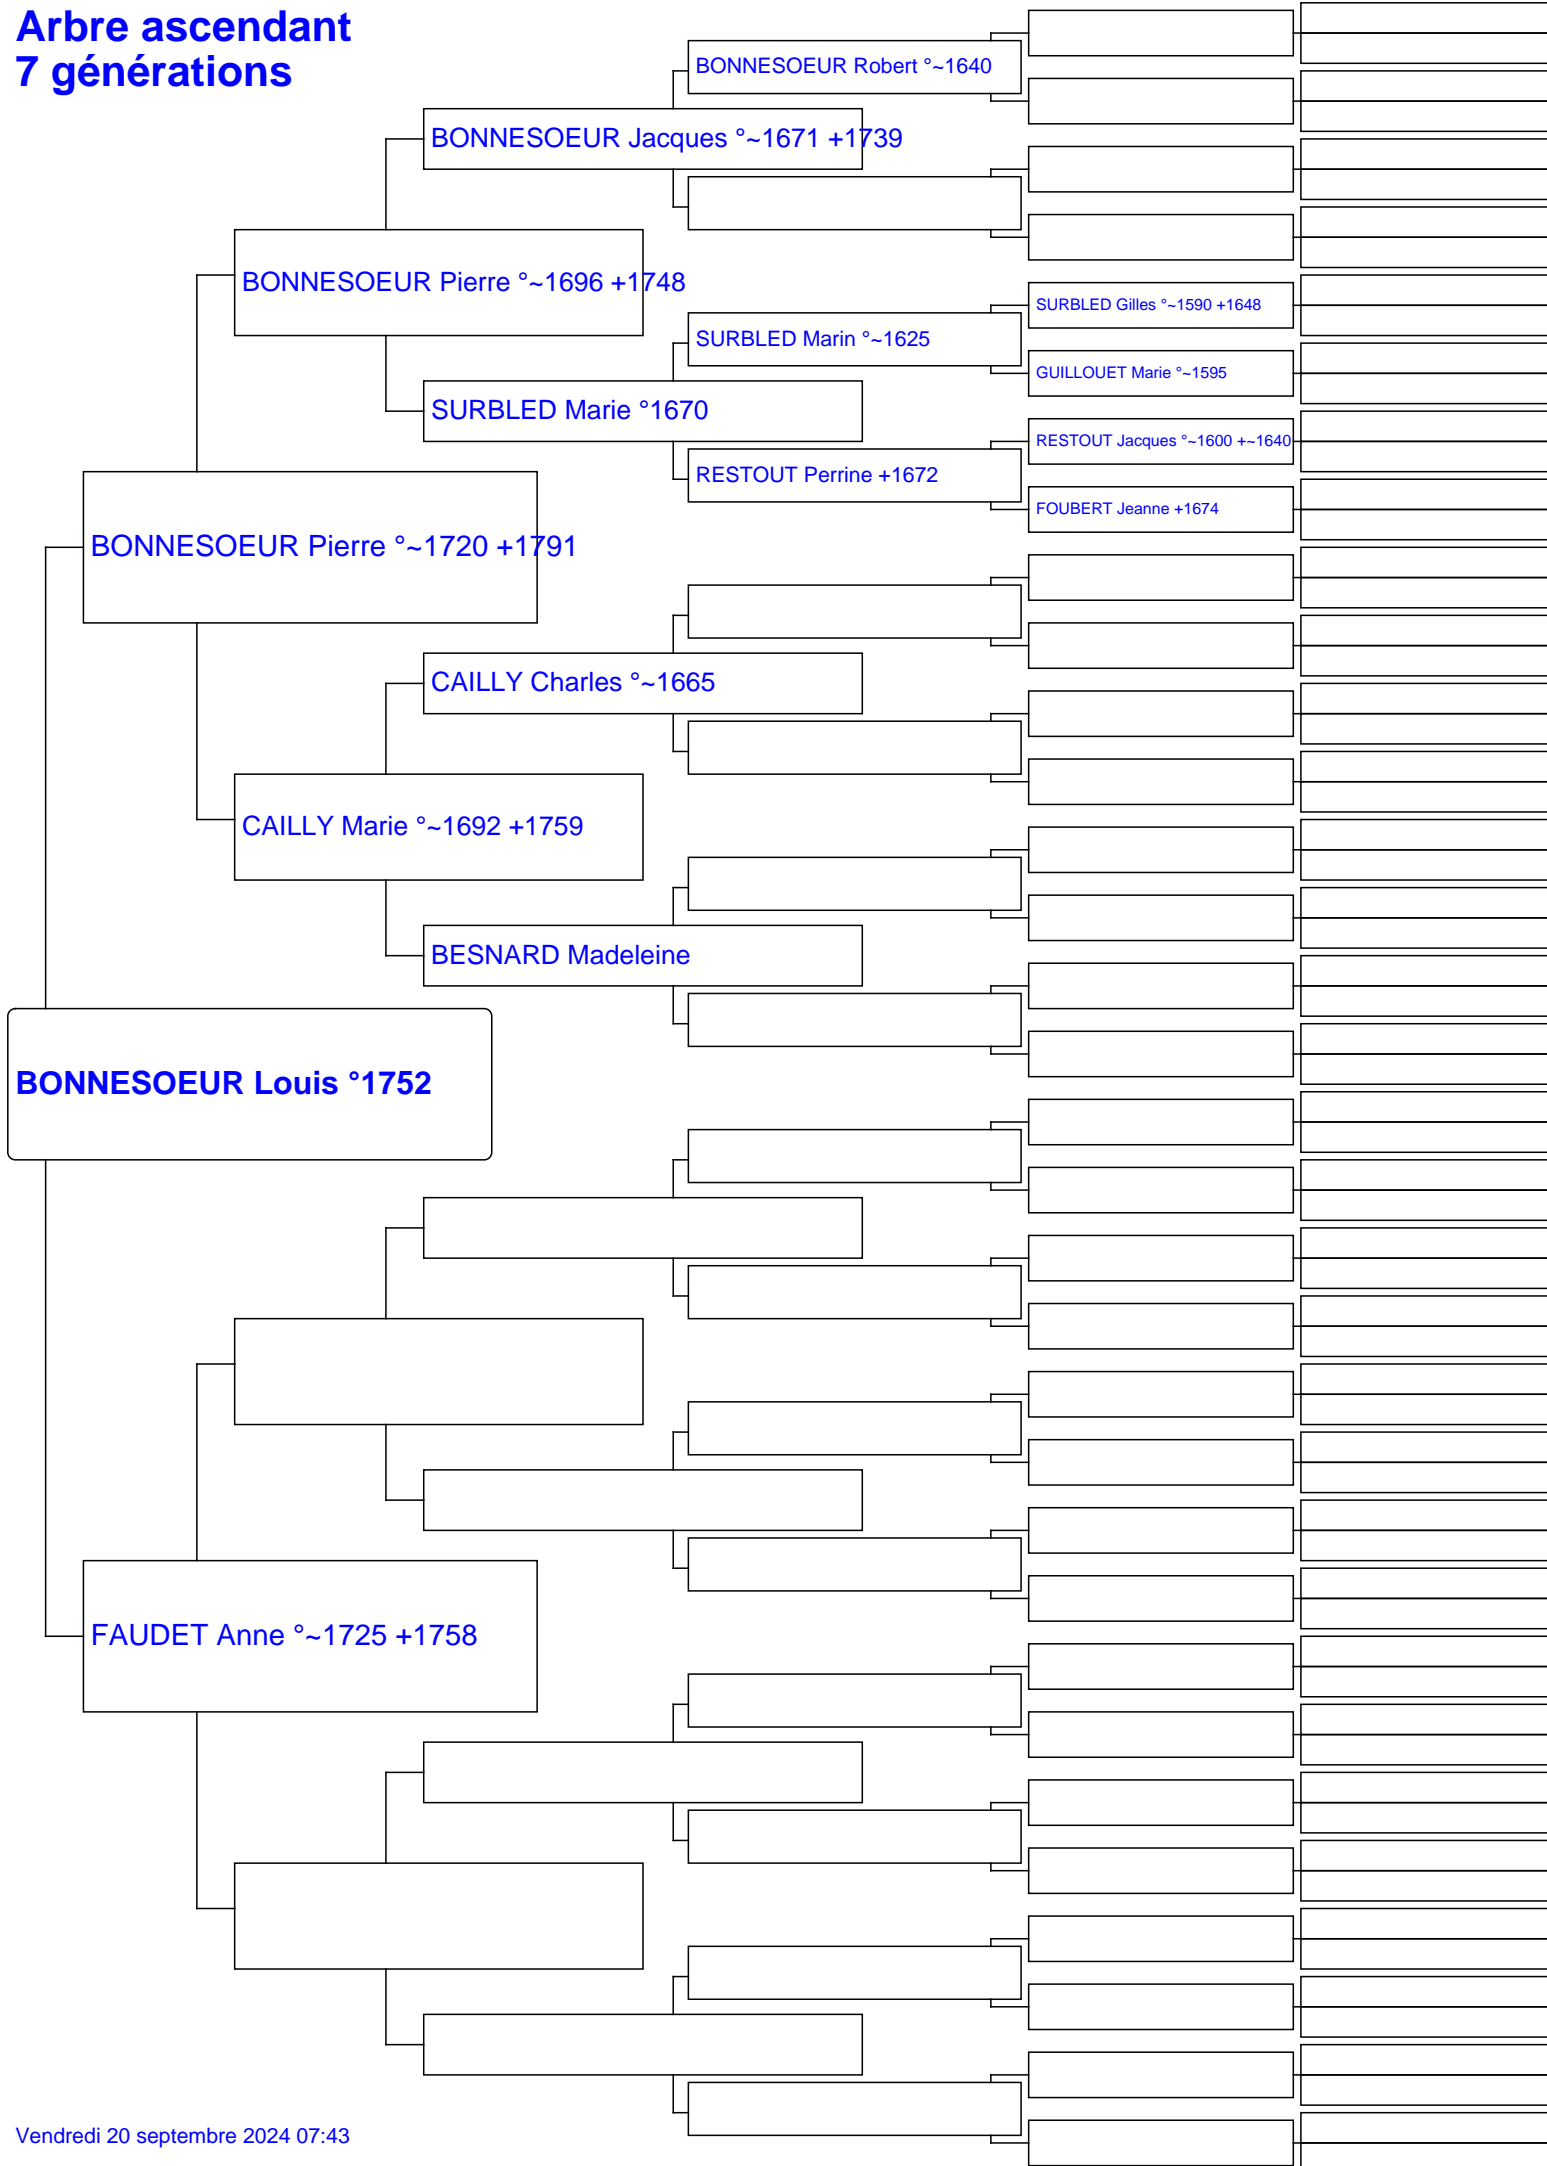 Arbre ascendant
7 générations
BONNESOEUR Robert °~1640
BONNESOEUR Jacques °~1671 +1739
BONNESOEUR Pierre °~1696 +1748
SURBLED Gilles °~1590 +1648
SURBLED Marin °~1625
GUILLOUET Marie °~1595
SURBLED Marie °1670
RESTOUT Jacques °~1600 +~1640
RESTOUT Perrine +1672
FOUBERT Jeanne +1674
BONNESOEUR Pierre °~1720 +1791
CAILLY Charles °~1665
CAILLY Marie °~1692 +1759
BESNARD Madeleine
BONNESOEUR Louis °1752
FAUDET Anne °~1725 +1758
Vendredi 20 septembre 2024 07:43